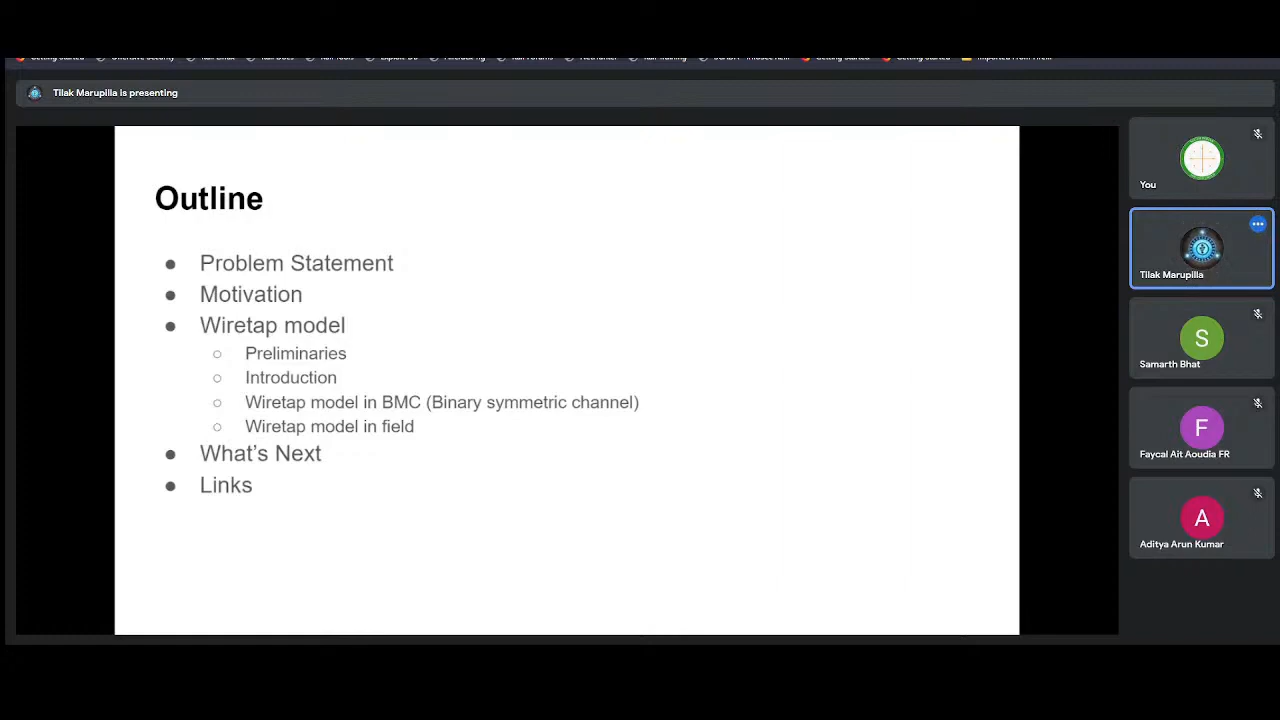 Tilak Marupilla is presenting
Outline
Problem Statement
Motivation
Wiretap model
Preliminaries
Introduction
Wiretap model in BMC (Binary symmetric channel)
Wiretap model in field
What's Next
Links
You
Tilak Marupilla
S
Samarth Bhat
F
Faycal Ait Aoudia FR
A
Aditya Arun Kumar